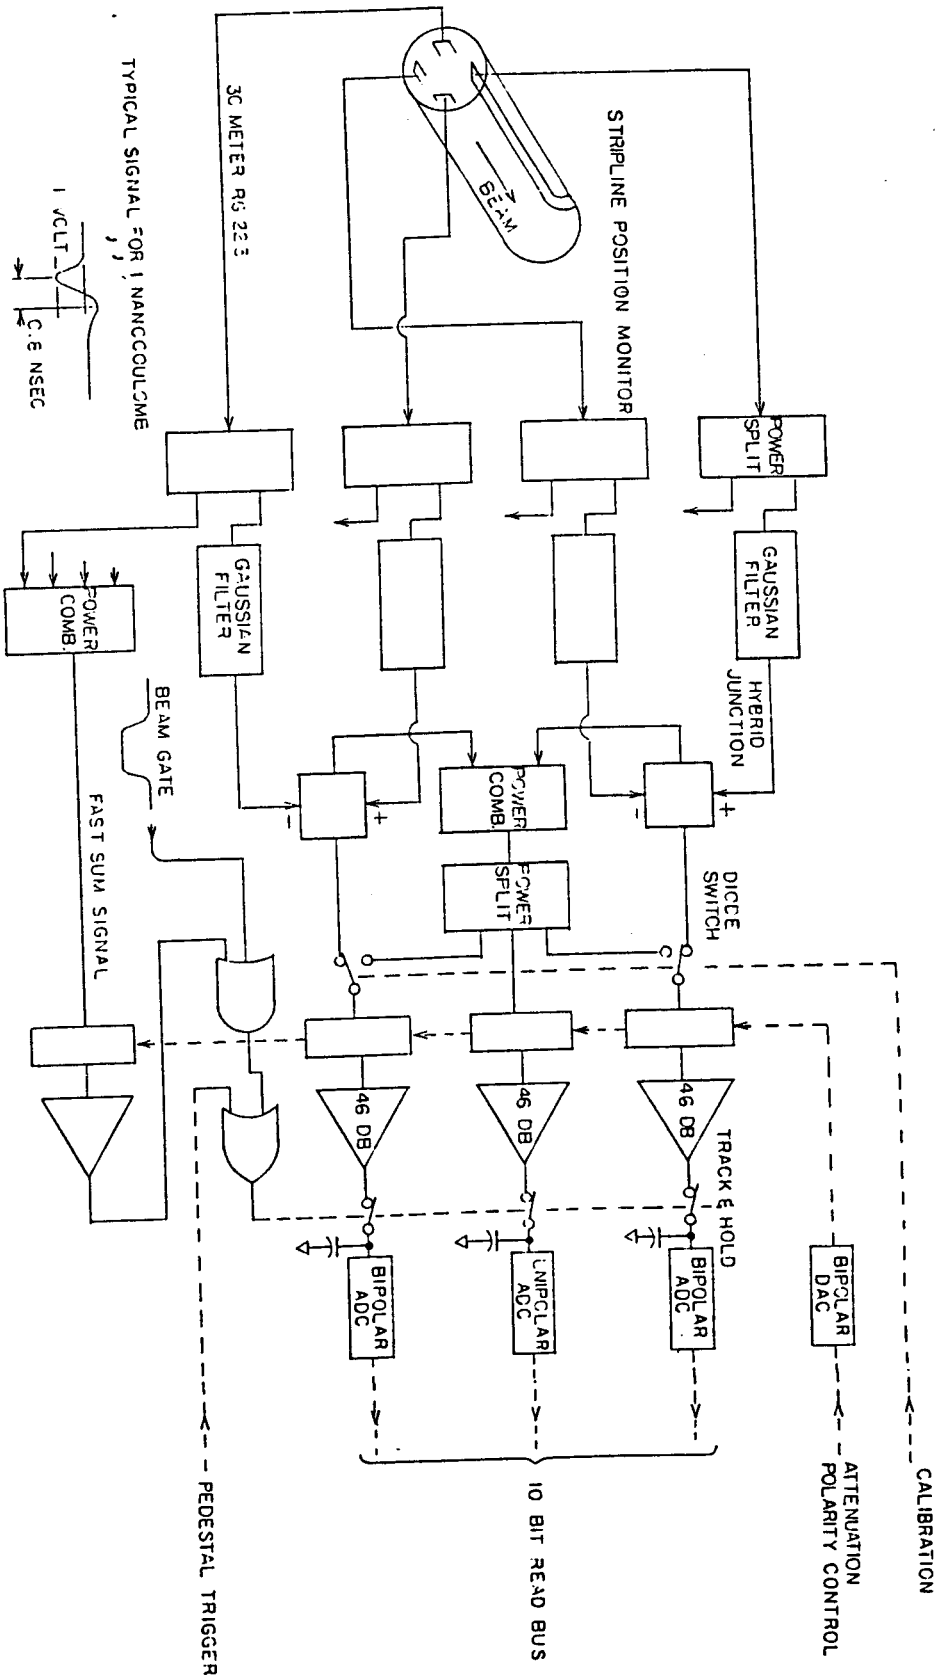 CALIBRATION
ATTENUATION
POLARITY CONTROL
BIPOLAR
DAC
STRIPLINE POSITION MONITOR
BEAM
POWER
SPLIT
GAUSSIAN
FILTER
HYBRID
JUNCTION
+
-
DIODE
SWITCH
46 DB
TRACK & HOLD
BIPOLAR
ADC
POWER
COMB.
POWER
SPLIT
46 DB
UNIPOLAR
ADC
10 BIT READ BUS
+
-
46 DB
BIPOLAR
ADC
30 METER RG 223
GAUSSIAN
FILTER
PEDESTAL TRIGGER
TYPICAL SIGNAL FOR 1 NANOCOULOMB
1 VOLT
0.8 NSEC
POWER
COMB.
BEAM GATE
FAST SUM SIGNAL